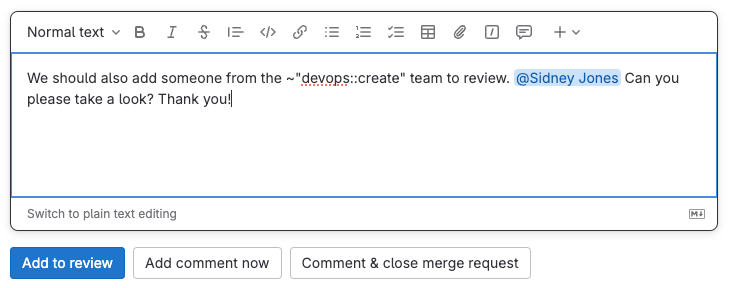 Normal text
We should also add someone from the ~"devops::create" team to review. @Sidney Jones Can you
please take a look? Thank you!
Switch to plain text editing
Add to review Add comment now Comment & close merge request